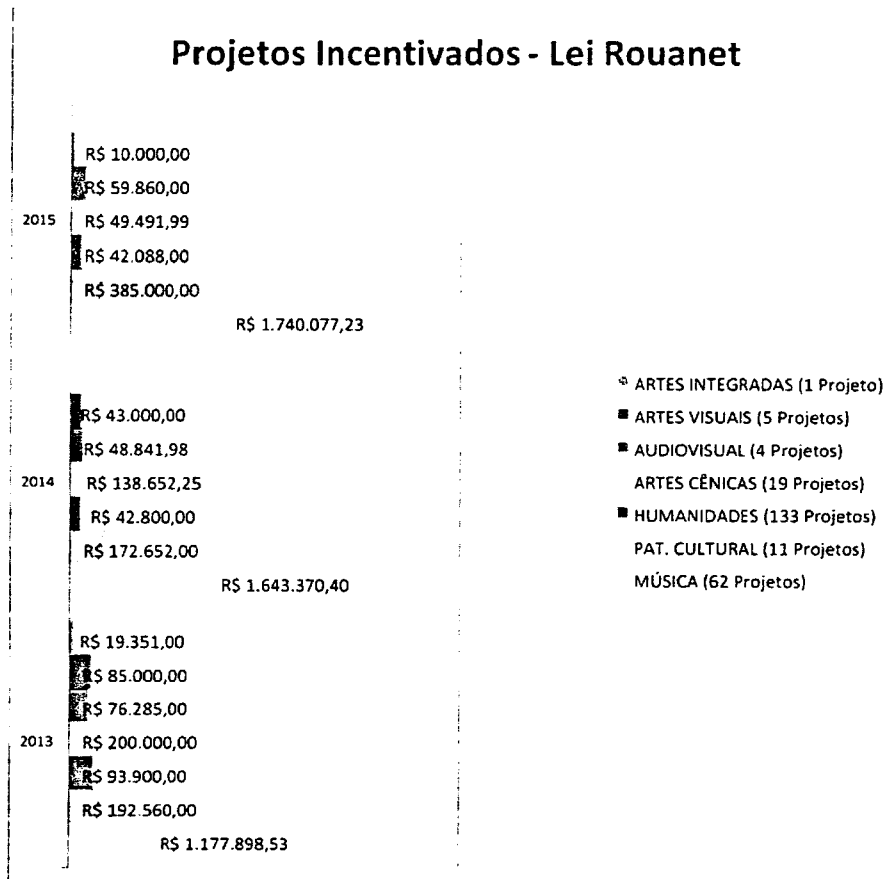 Projetos Incentivados - Lei Rouanet
R$ 10.000,00
R$ 59.860,00
2015
R$ 49.491,99
R$ 42.088,00
R$ 385.000,00
R$ 1.740.077,23
R$ 43.000,00
R$ 48.841,98
2014
R$ 138.652,25
R$ 42.800,00
R$ 172.652,00
R$ 1.643.370,40
R$ 19.351,00
R$ 85.000,00
R$ 76.285,00
2013
R$ 200.000,00
R$ 93.900,00
R$ 192.560,00
R$ 1.177.898,53
ARTES INTEGRADAS (1 Projeto)
ARTES VISUAIS (5 Projetos)
AUDIOVISUAL (4 Projetos)
ARTES CÊNICAS (19 Projetos)
HUMANIDADES (133 Projetos)
PAT. CULTURAL (11 Projetos)
MÚSICA (62 Projetos)